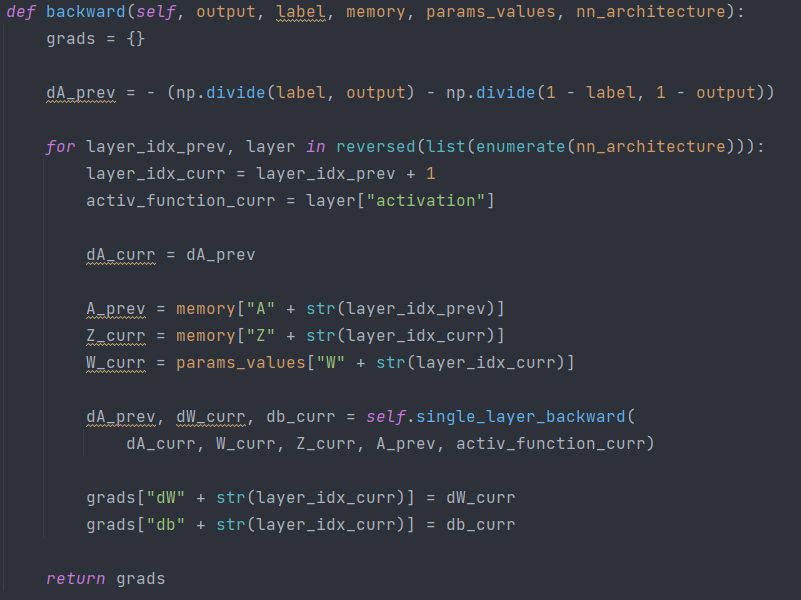 def backward(self, output, label, memory, params_values, nn_architecture):
    grads = {}
    dA_prev = - (np.divide(label, output) - np.divide(1 - label, 1 - output))
    for layer_idx_prev, layer in reversed(list(enumerate(nn_architecture))):
        layer_idx_curr = layer_idx_prev + 1
        activ_function_curr = layer["activation"]
        dA_curr = dA_prev
        A_prev = memory["A" + str(layer_idx_prev)]
        Z_curr = memory["Z" + str(layer_idx_curr)]
        W_curr = params_values["W" + str(layer_idx_curr)]
        dA_prev, dW_curr, db_curr = self.single_layer_backward(
            dA_curr, W_curr, Z_curr, A_prev, activ_function_curr)
        grads["dW" + str(layer_idx_curr)] = dW_curr
        grads["db" + str(layer_idx_curr)] = db_curr
    return grads